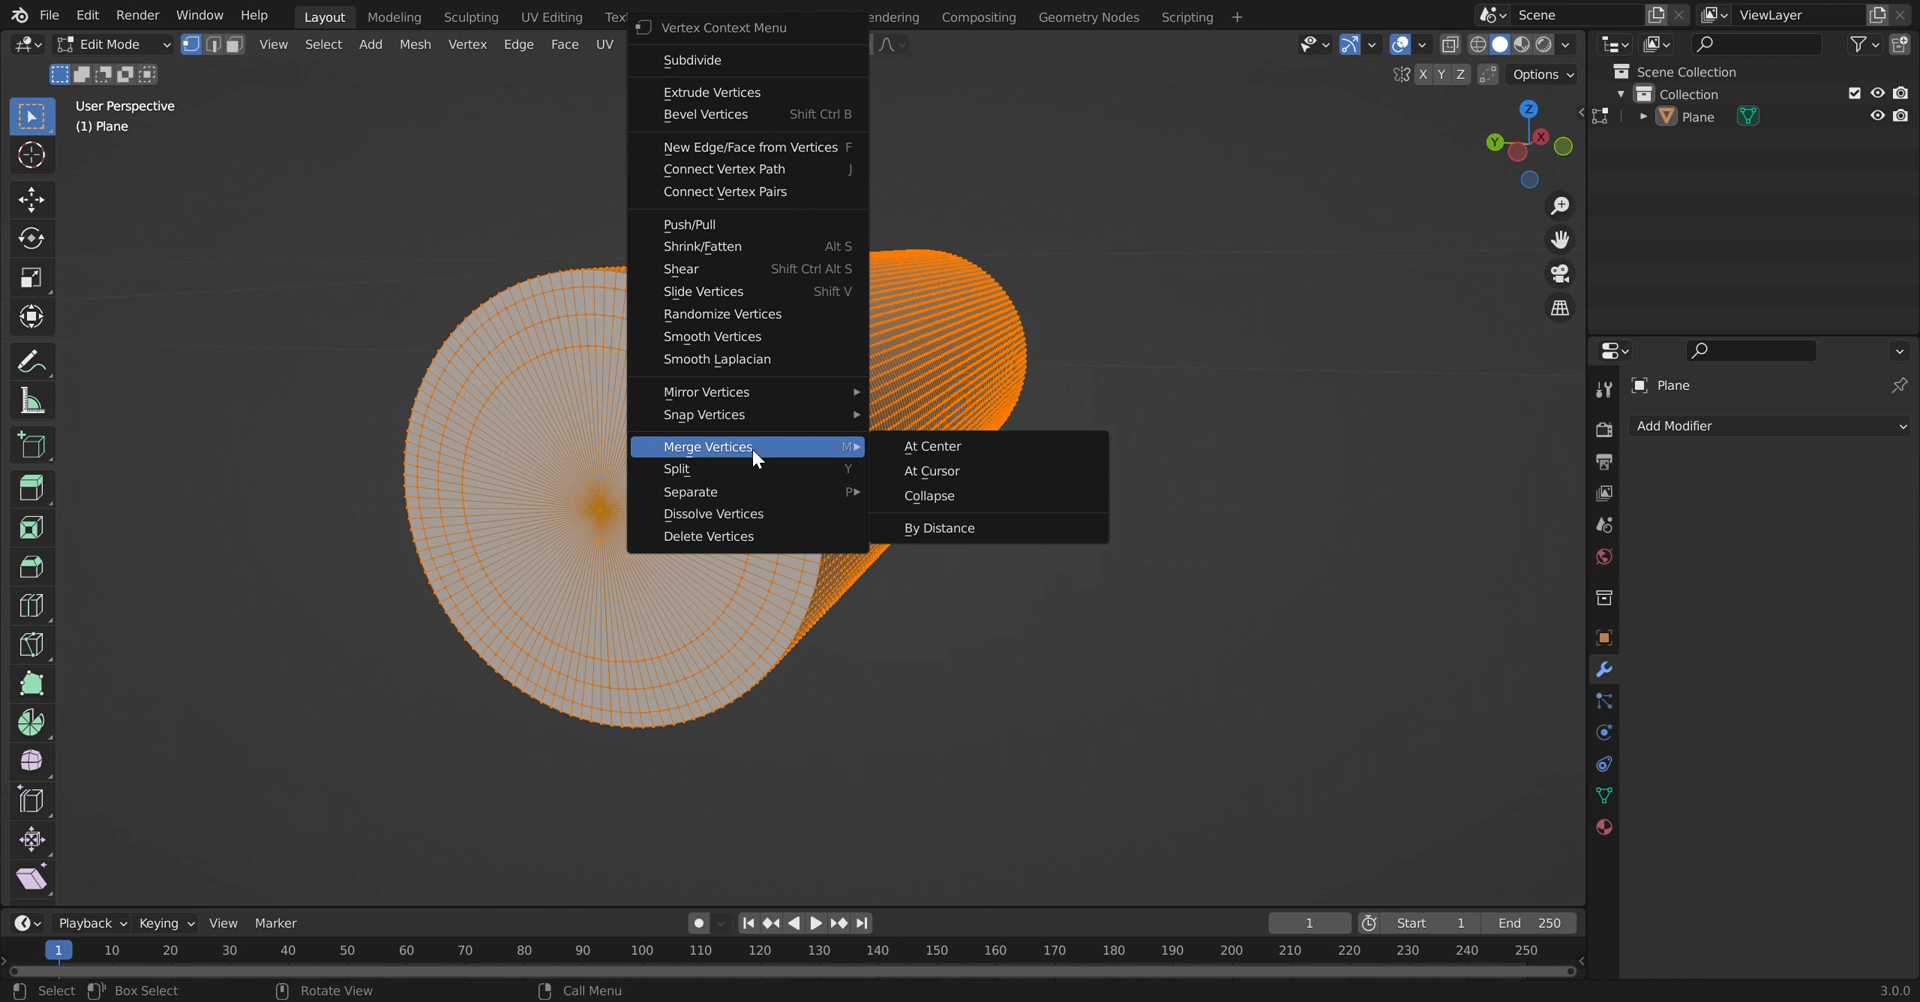 File Edit Render Window Help Layout Modeling Sculpting UV Editing Scene ViewLayer
Compositing Geometry Nodes Scripting +
Edit Mode View Select Add Mesh Vertex Edge Face UV
X Y Z Options
User Perspective
(1) Plane
Vertex Context Menu
Subdivide
Extrude Vertices
Bevel Vertices Shift Ctrl B
New Edge/Face from Vertices F
Connect Vertex Path J
Connect Vertex Pairs
Push/Pull
Shrink/Fatten Alt S
Shear Shift Ctrl Alt S
Slide Vertices Shift V
Randomize Vertices
Smooth Vertices
Smooth Laplacian
Mirror Vertices
Snap Vertices
Merge Vertices M
Split Y
Separate P
Dissolve Vertices
Delete Vertices
At Center
At Cursor
Collapse
By Distance
Z
Y X
Scene Collection
Collection
Plane
Plane
Add Modifier
Playback Keying View Marker 1 Start 1 End 250
1 10 20 30 40 50 60 70 80 90 100 110 120 130 140 150 160 170 180 190 200 210 220 230 240 250
Select Box Select Rotate View Call Menu 3.0.0